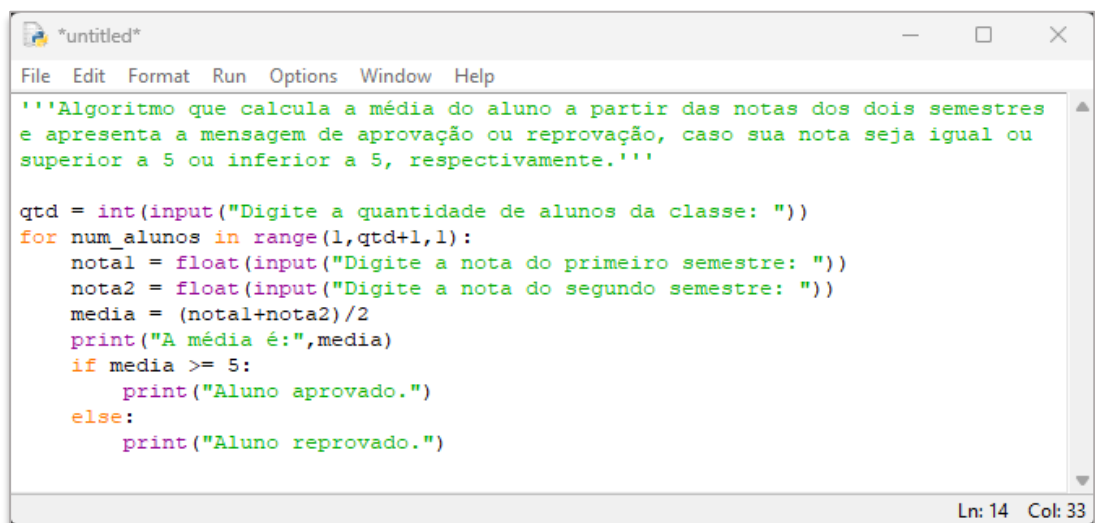 *untitled*
File Edit Format Run Options Window Help
'''Algoritmo que calcula a média do aluno a partir das notas dos dois semestres
e apresenta a mensagem de aprovação ou reprovação, caso sua nota seja igual ou
superior a 5 ou inferior a 5, respectivamente.'''

qtd = int(input("Digite a quantidade de alunos da classe: "))
for num_alunos in range(1,qtd+1,1):
    nota1 = float(input("Digite a nota do primeiro semestre: "))
    nota2 = float(input("Digite a nota do segundo semestre: "))
    media = (nota1+nota2)/2
    print("A média é:",media)
    if media >= 5:
        print("Aluno aprovado.")
    else:
        print("Aluno reprovado.")
Ln: 14 Col: 33